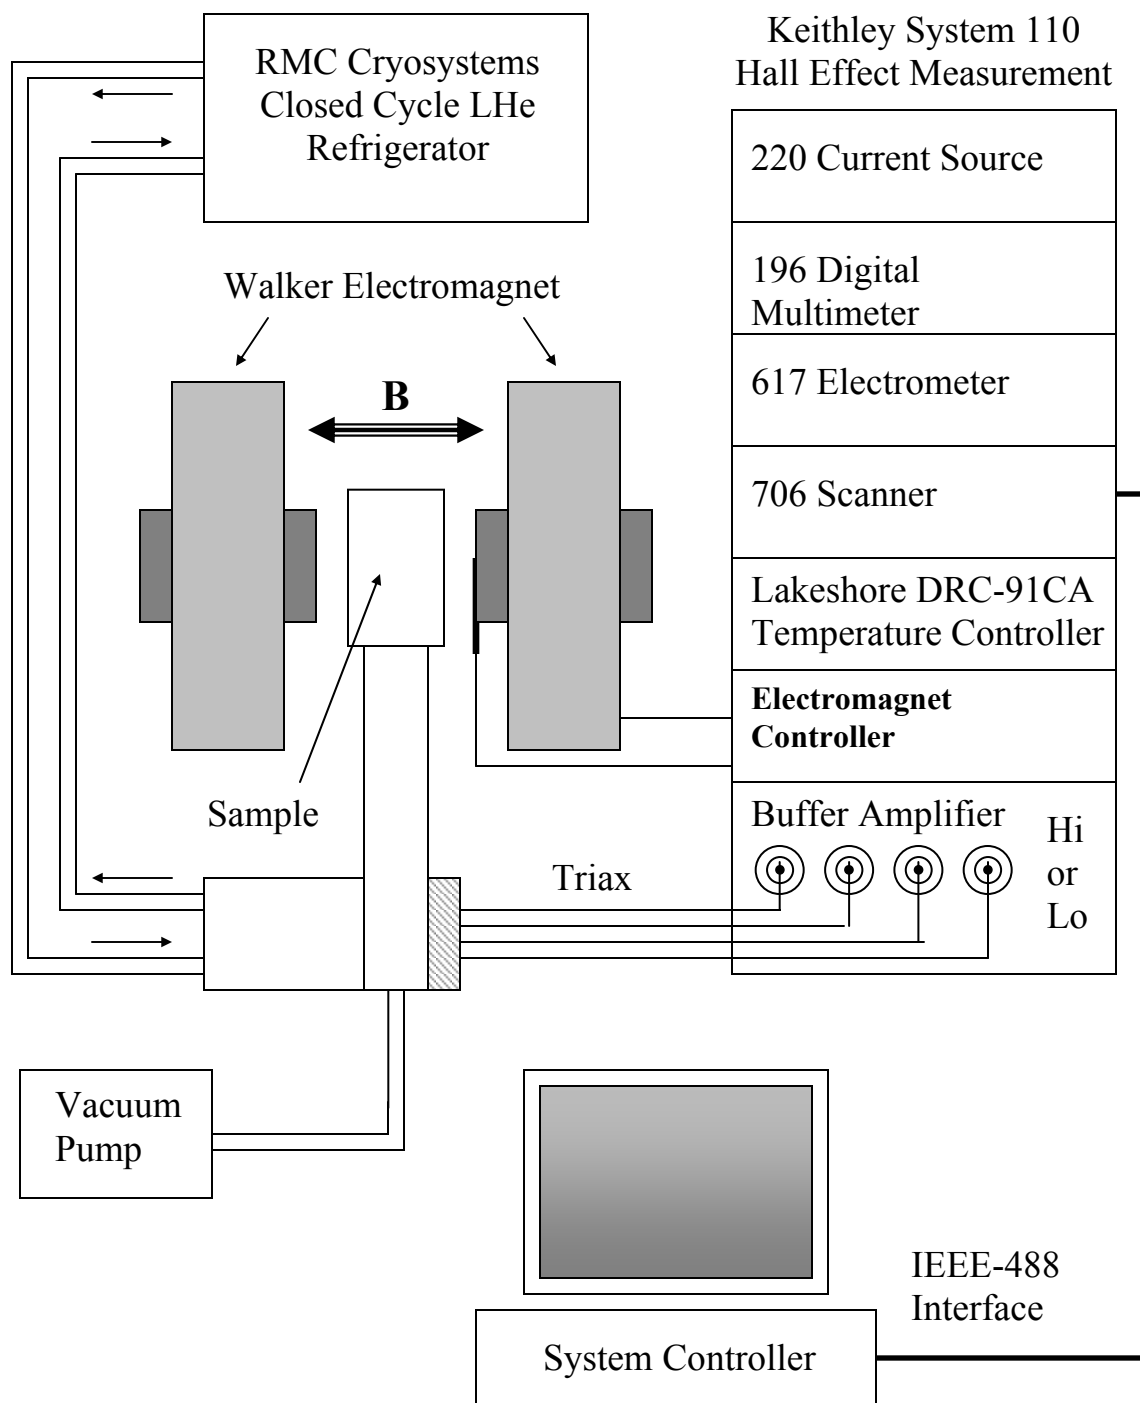 Keithley System 110
Hall Effect Measurement
RMC Cryosystems
Closed Cycle LHe
Refrigerator
220 Current Source
196 Digital
Multimeter
Walker Electromagnet
B
617 Electrometer
706 Scanner
Lakeshore DRC-91CA
Temperature Controller
Electromagnet
Controller
Sample
Buffer Amplifier
Hi
or
Lo
Triax
Vacuum
Pump
IEEE-488
Interface
System Controller